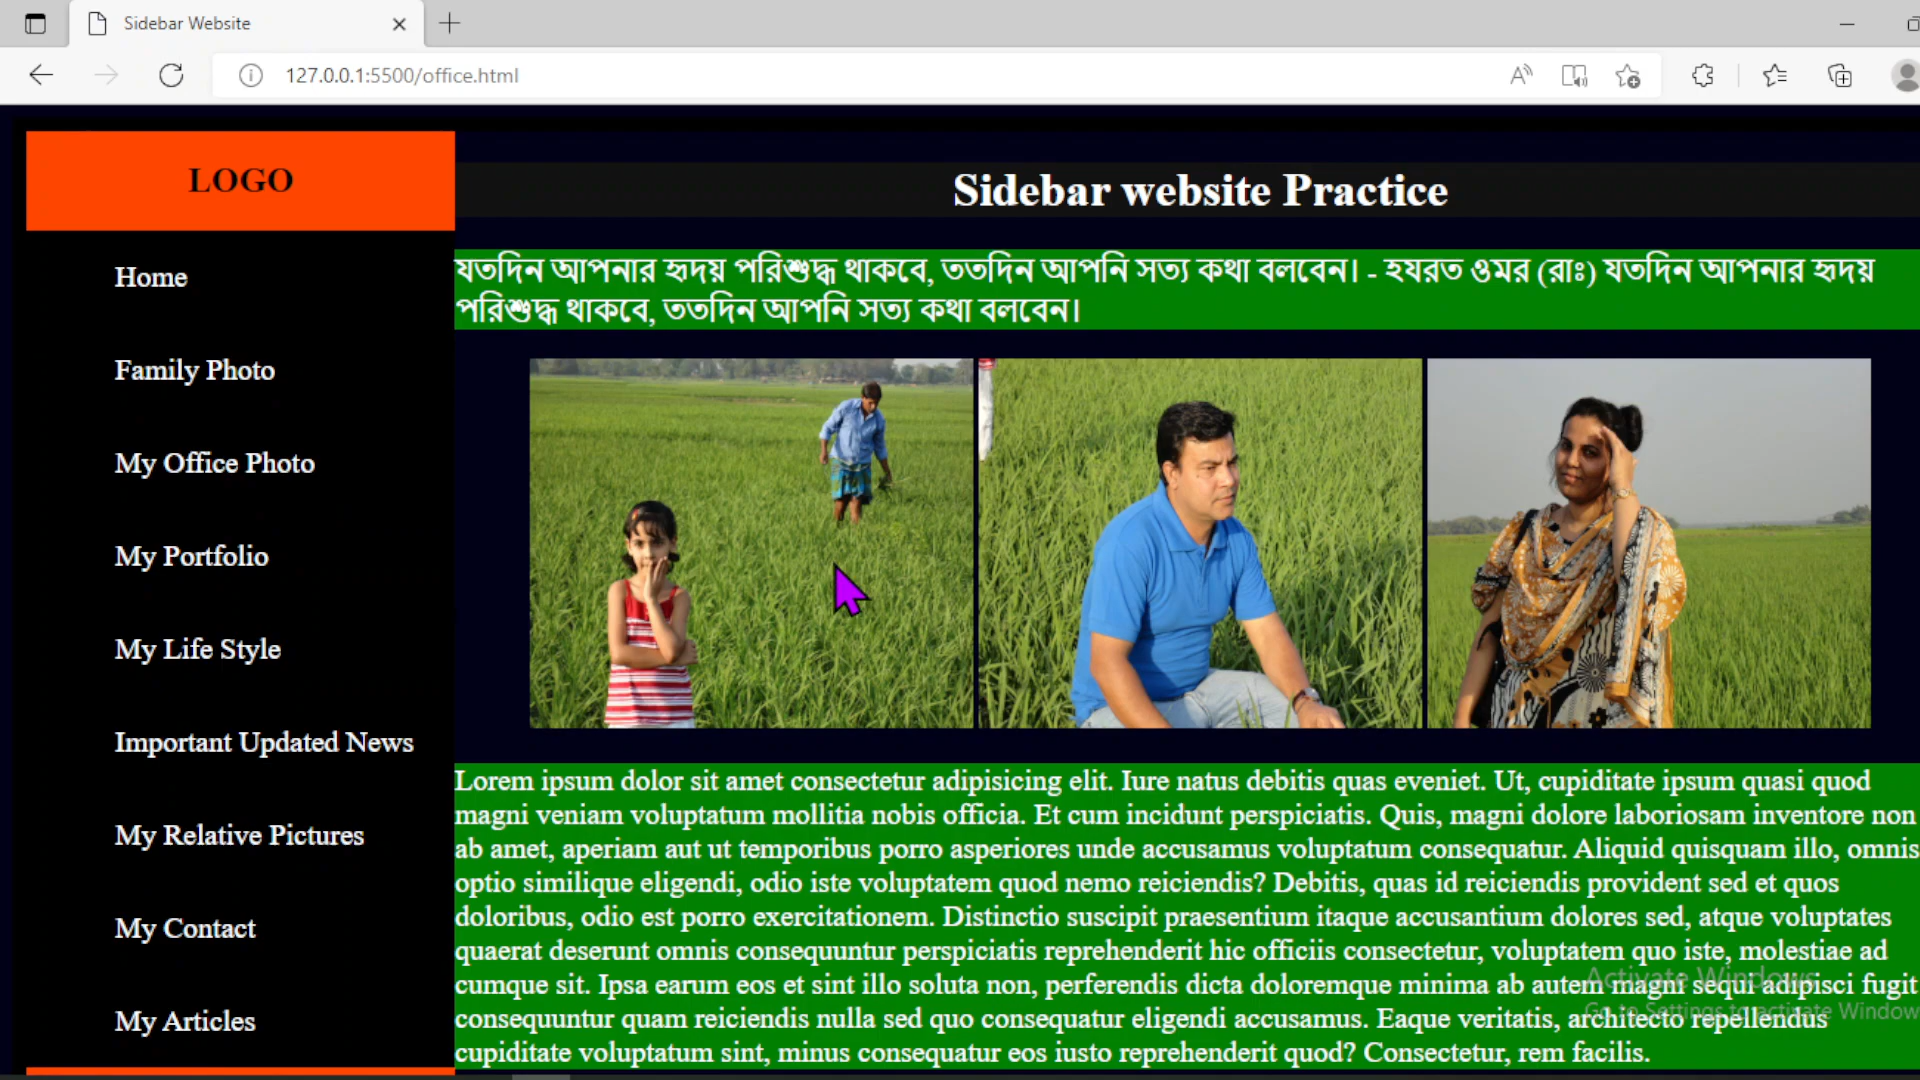 Sidebar Website
127.0.0.1:5500/office.html
LOGO
Home
Family Photo
My Office Photo
My Portfolio
My Life Style
Important Updated News
My Relative Pictures
My Contact
My Articles
Sidebar website Practice
যতদিন আপনার হৃদয় পরিশুদ্ধ থাকবে, ততদিন আপনি সত্য কথা বলবেন। - হযরত ওমর (রাঃ) যতদিন আপনার হৃদয়
পরিশুদ্ধ থাকবে, ততদিন আপনি সত্য কথা বলবেন।
Lorem ipsum dolor sit amet consectetur adipisicing elit. Iure natus debitis quas eveniet. Ut, cupiditate ipsum quasi quod
magni veniam voluptatum mollitia nobis officia. Et cum incidunt perspiciatis. Quis, magni dolore laboriosam inventore non
ab amet, aperiam aut ut temporibus porro asperiores unde accusamus voluptatum consequatur. Aliquid quisquam illo, omnis
optio similique eligendi, odio iste voluptatem quod nemo reiciendis? Debitis, quas id reiciendis provident sed et quos
doloribus, odio est porro exercitationem. Distinctio suscipit praesentium itaque accusantium dolores sed, atque voluptates
quaerat deserunt omnis consequuntur perspiciatis reprehenderit hic officiis consectetur, voluptatem quo iste, molestiae ad
cumque sit. Ipsa earum eos et sint illo soluta non, perferendis dicta doloremque minima ab autem magni sequi adipisci fugit
consequuntur quam reiciendis nulla sed quo consequatur eligendi accusamus. Eaque veritatis, architecto repellendus
cupiditate voluptatum sint, minus consequatur eos iusto reprehenderit quod? Consectetur, rem facilis.
Activate Windows
Go to Settings to activate Window